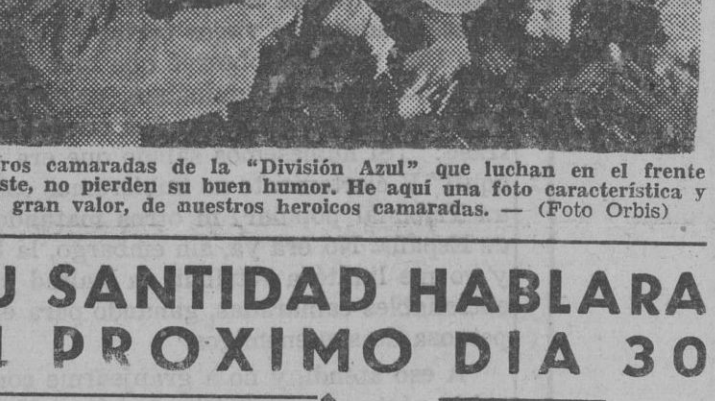 ros camaradas de la "División Azul" que luchan en el frente
ste, no pierden su buen humor. He aquí una foto característica y
gran valor, de nuestros heroicos camaradas. — (Foto Orbis)
U SANTIDAD HABLARA
L PROXIMO DIA 30